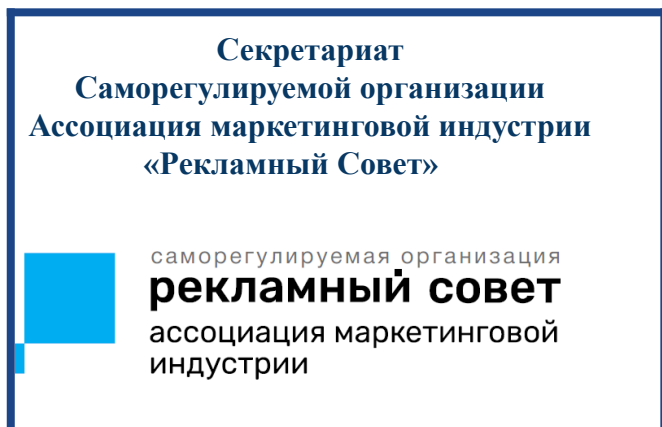 Секретариат
Саморегулируемой организации
Ассоциация маркетинговой индустрии
«Рекламный Совет»
саморегулируемая организация
рекламный совет
ассоциация маркетинговой
индустрии